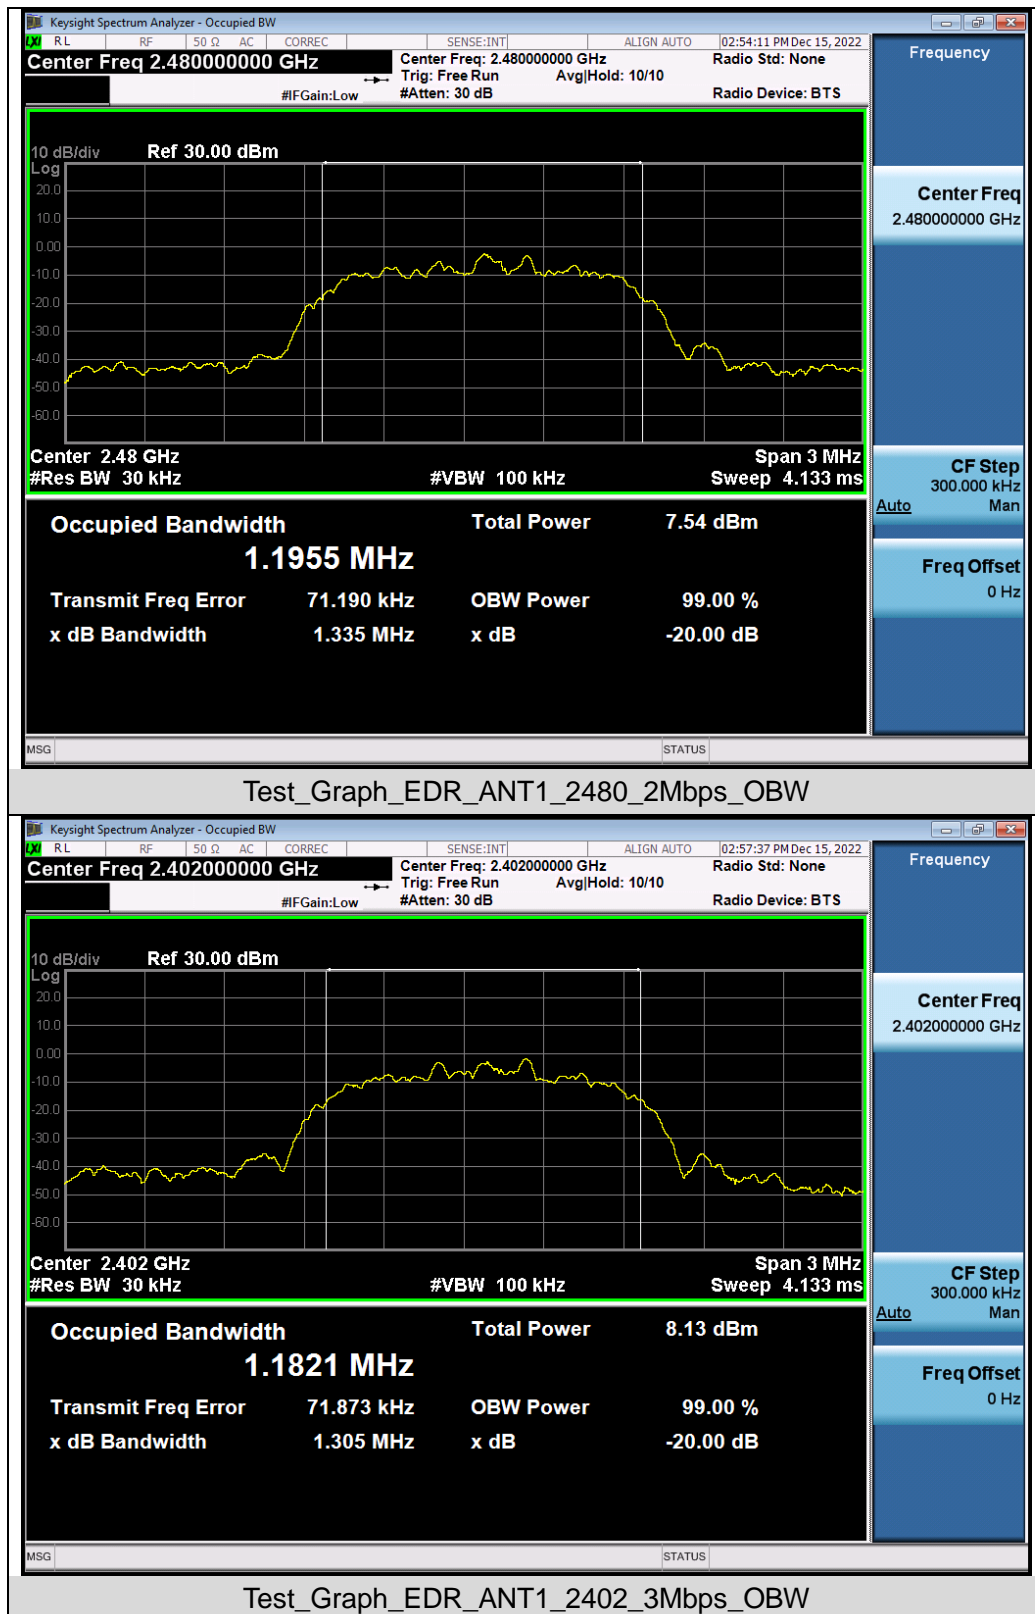 Keysight Spectrum Analyzer - Occupied BW
LXI RL RF 50 Ω AC CORREC SENSE:INT ALIGN AUTO 02:54:11 PM Dec 15, 2022
Center Freq 2.480000000 GHz
Center Freq: 2.480000000 GHz
Radio Std: None
Trig: Free Run Avg|Hold: 10/10
#IFGain:Low
#Atten: 30 dB
Radio Device: BTS
Frequency
10 dB/div Ref 30.00 dBm
Log
20.0
10.0
0.00
-10.0
-20.0
-30.0
-40.0
-50.0
-60.0
Center 2.48 GHz Span 3 MHz
#Res BW 30 kHz #VBW 100 kHz Sweep 4.133 ms
Center Freq
2.480000000 GHz
CF Step
300.000 kHz
Auto Man
Freq Offset
0 Hz
Occupied Bandwidth Total Power 7.54 dBm
1.1955 MHz
Transmit Freq Error 71.190 kHz OBW Power 99.00 %
x dB Bandwidth 1.335 MHz x dB -20.00 dB
MSG STATUS
Test_Graph_EDR_ANT1_2480_2Mbps_OBW
Keysight Spectrum Analyzer - Occupied BW
LXI RL RF 50 Ω AC CORREC SENSE:INT ALIGN AUTO 02:57:37 PM Dec 15, 2022
Center Freq 2.402000000 GHz
Center Freq: 2.402000000 GHz
Radio Std: None
Trig: Free Run Avg|Hold: 10/10
#IFGain:Low
#Atten: 30 dB
Radio Device: BTS
Frequency
10 dB/div Ref 30.00 dBm
Log
20.0
10.0
0.00
-10.0
-20.0
-30.0
-40.0
-50.0
-60.0
Center 2.402 GHz Span 3 MHz
#Res BW 30 kHz #VBW 100 kHz Sweep 4.133 ms
Center Freq
2.402000000 GHz
CF Step
300.000 kHz
Auto Man
Freq Offset
0 Hz
Occupied Bandwidth Total Power 8.13 dBm
1.1821 MHz
Transmit Freq Error 71.873 kHz OBW Power 99.00 %
x dB Bandwidth 1.305 MHz x dB -20.00 dB
MSG STATUS
Test_Graph_EDR_ANT1_2402_3Mbps_OBW